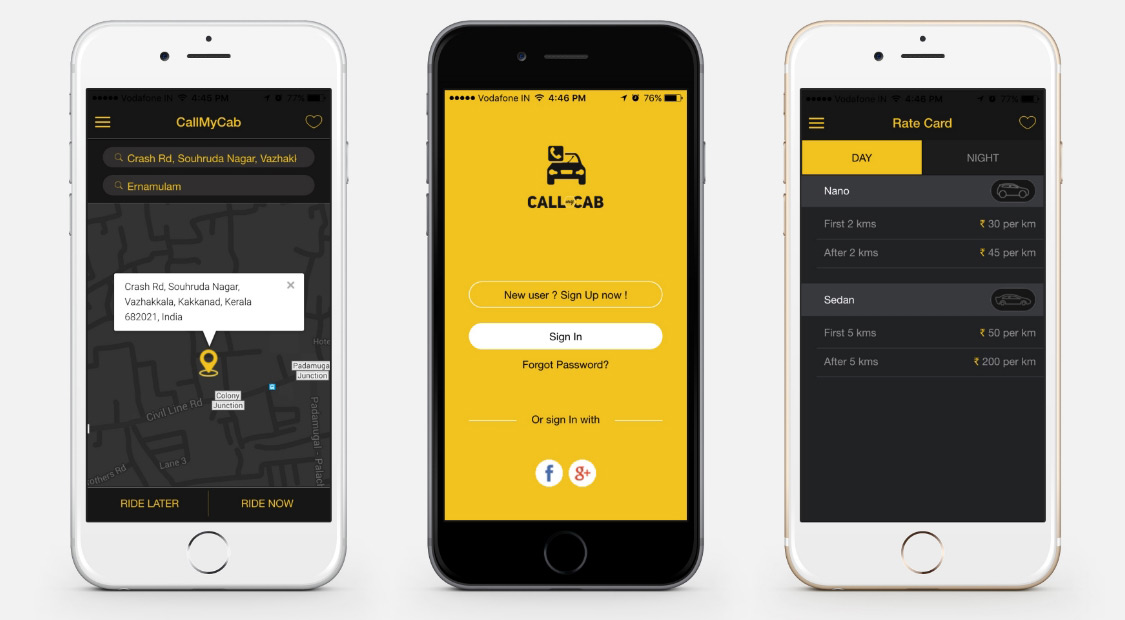 Vodafone IN 4:46 PM 77%
CallMyCab
Crash Rd, Souhruda Nagar, Vazhakl
Ernamulam
Crash Rd, Souhruda Nagar,
Vazhakkala, Kakkanad, Kerala
682021, India
Hote
Padamuga
Junction
Colony
Junction
Civil Line Rd
Padamugal - Palach
Lane 3
others Rd
RIDE LATER
RIDE NOW
Vodafone IN 4:46 PM 76%
CALL my CAB
New user ? Sign Up now !
Sign In
Forgot Password?
Or sign In with
f
g+
Vodafone IN 4:46 PM 77%
Rate Card
DAY
NIGHT
Nano
First 2 kms ₹ 30 per km
After 2 kms ₹ 45 per km
Sedan
First 5 kms ₹ 50 per km
After 5 kms ₹ 200 per km